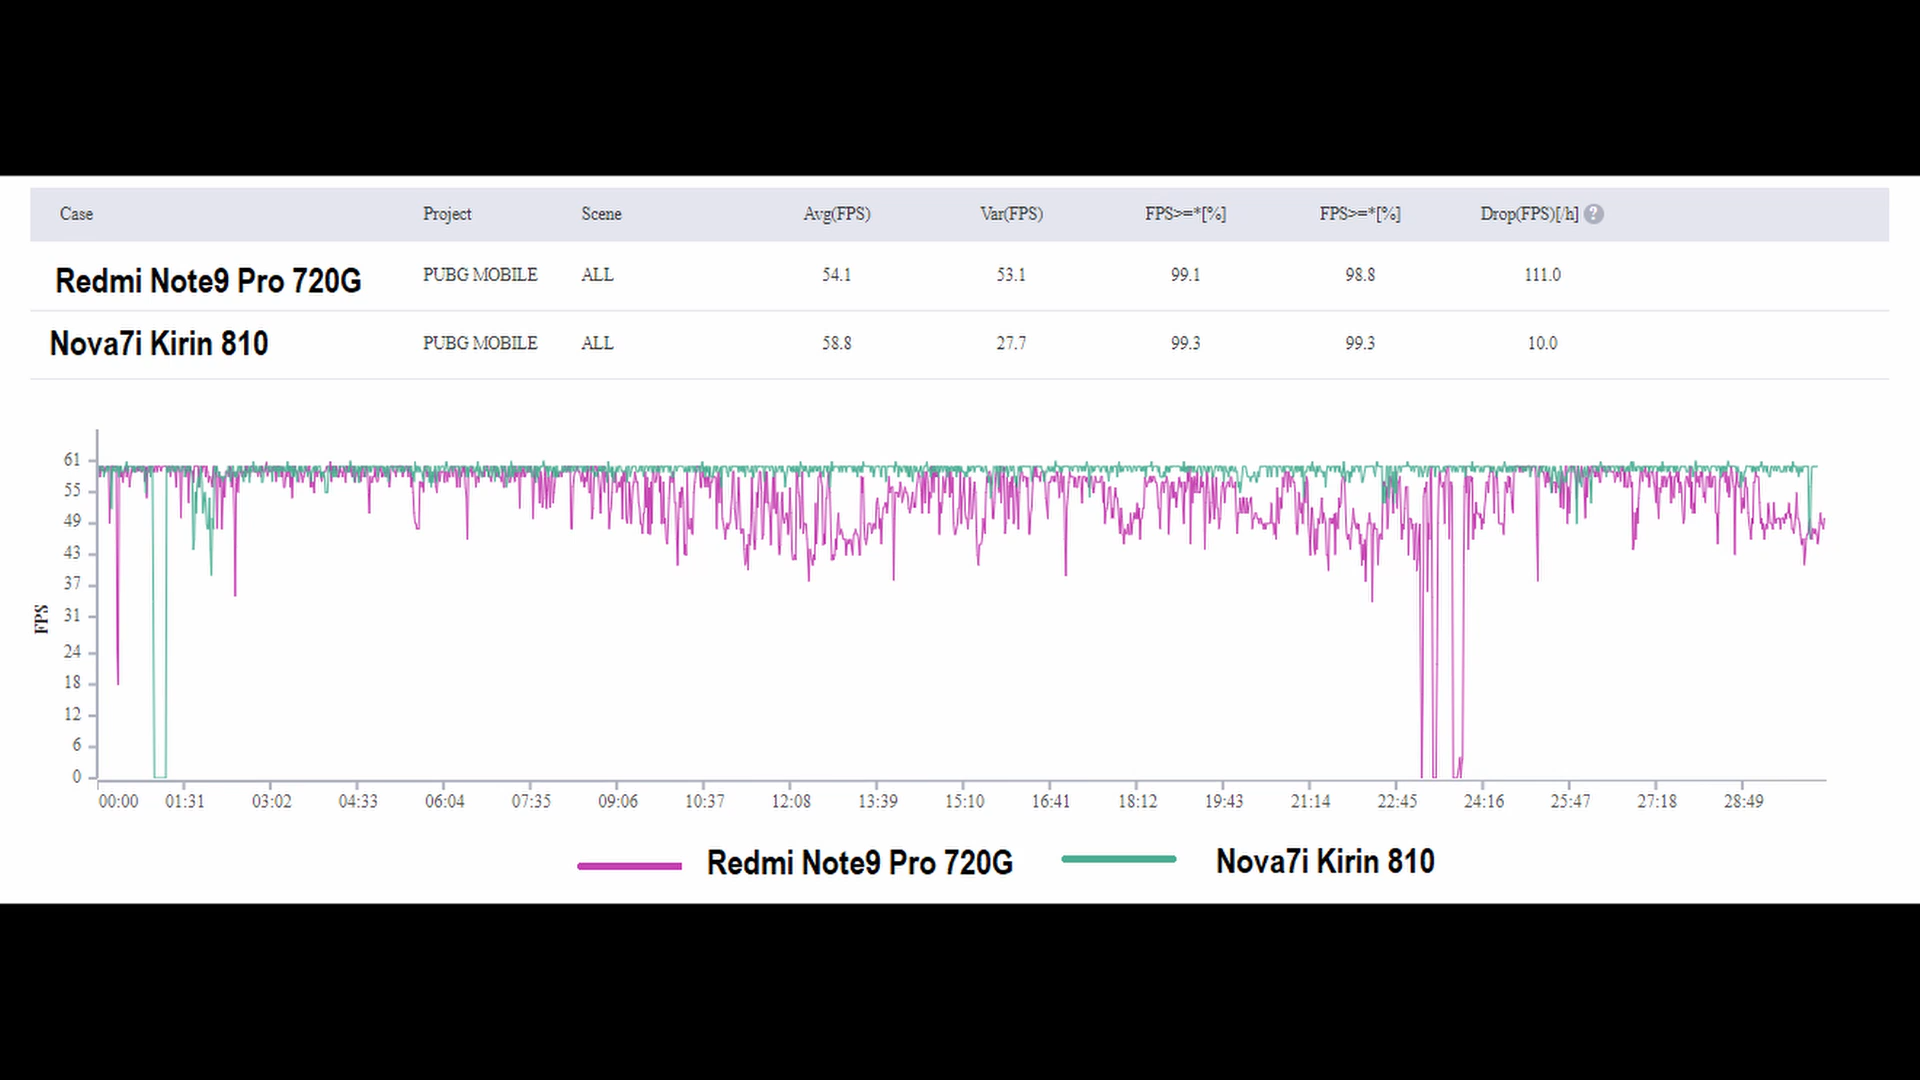 Case Project Scene Avg(FPS) Var(FPS) FPS>=*[%] FPS>=*[%] Drop(FPS)[/h] ?
Redmi Note9 Pro 720G PUBG MOBILE ALL 54.1 53.1 99.1 98.8 111.0
Nova7i Kirin 810 PUBG MOBILE ALL 58.8 27.7 99.3 99.3 10.0
61
55
49
43
37
31
24
18
12
6
0
FPS
00:00 01:31 03:02 04:33 06:04 07:35 09:06 10:37 12:08 13:39 15:10 16:41 18:12 19:43 21:14 22:45 24:16 25:47 27:18 28:49
Redmi Note9 Pro 720G Nova7i Kirin 810